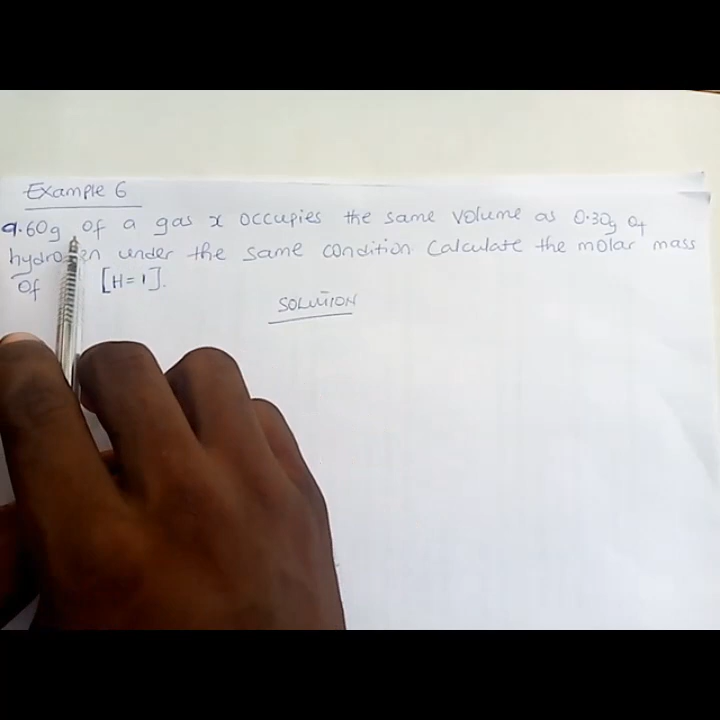 Example 6
9.60g of a gas x occupies the same volume as 0.30g of
hydrogen under the same condition Calculate the molar mass
Of [H=1].
SOLUTION